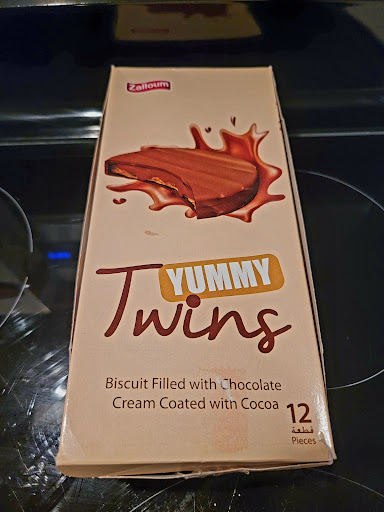 Zalloum
YUMMY
Twins
Biscuit Filled with Chocolate
Cream Coated with Cocoa
12
قطعة
Pieces